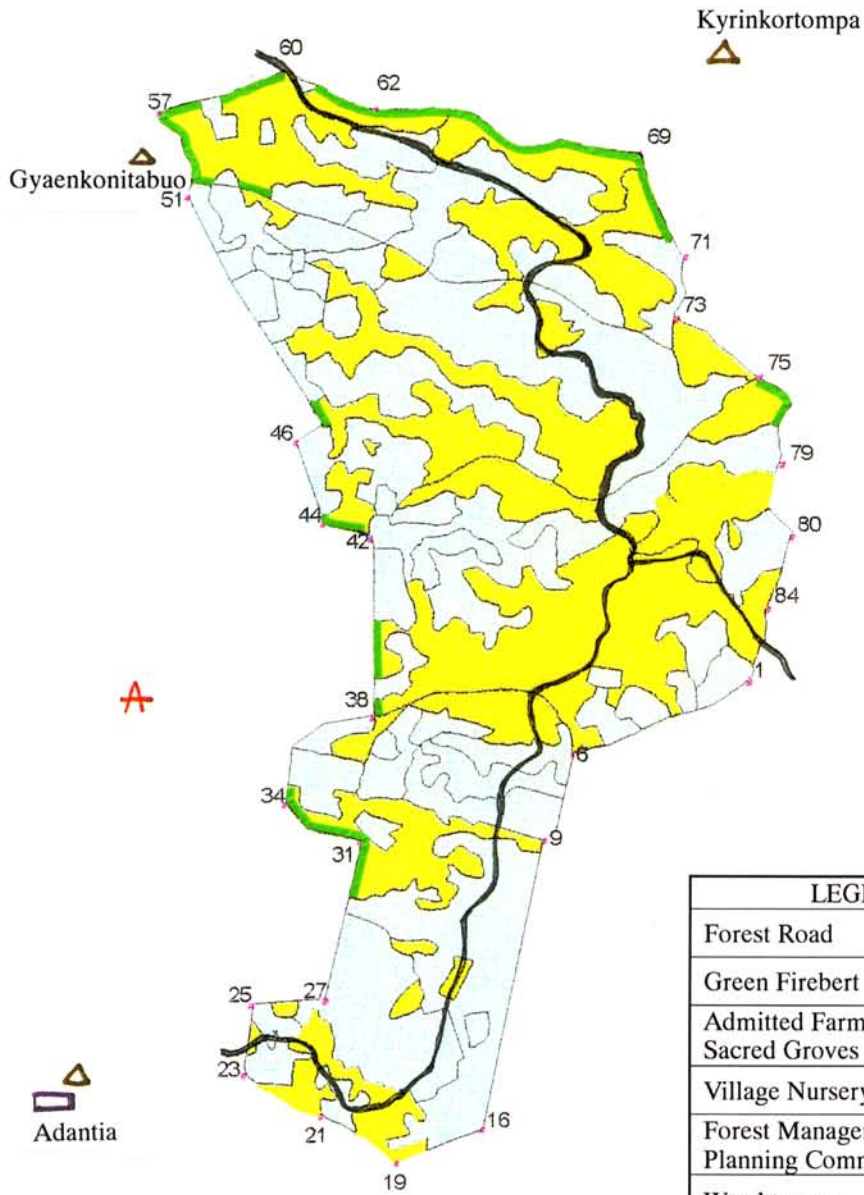 Kyrinkortompa
60
62
57
69
Gyaenkonitabuo
51
71
73
75
46
79
44
42
80
84
1
38
6
34
31
9
LEGE
Forest Road
Green Firebert
Admitted Farm
Sacred Groves
25
27
23
Village Nursery
Adantia
21
16
Forest Manage
Planning Comm
19